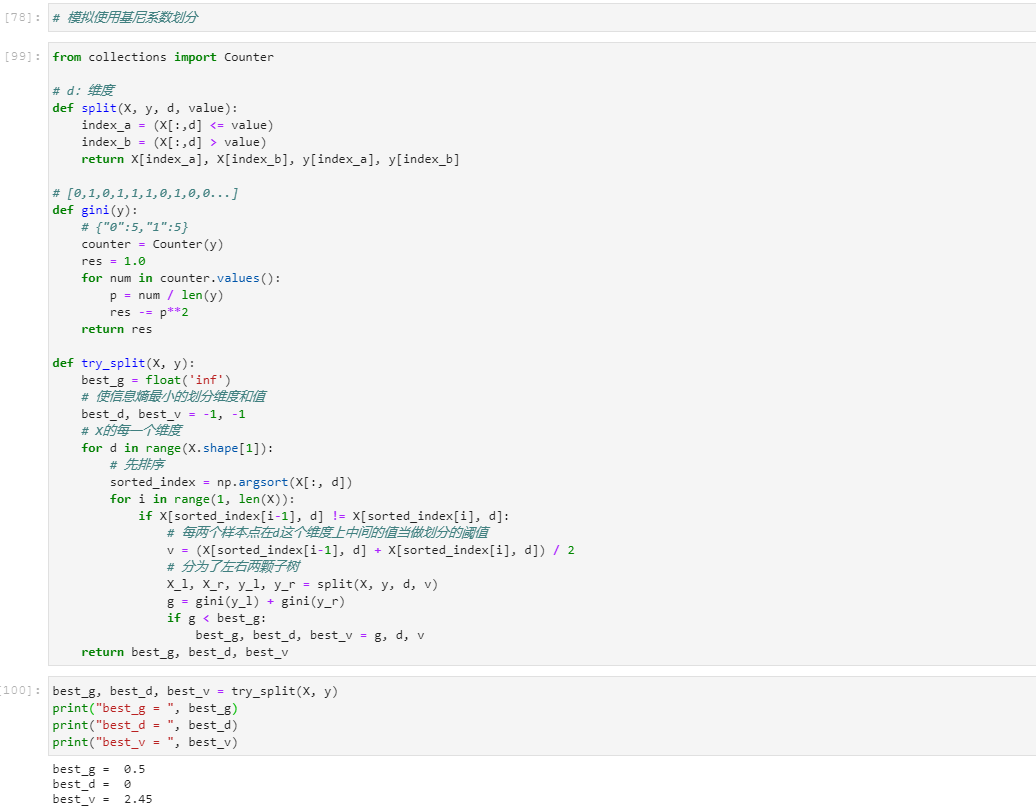 [78]: # 模拟使用基尼系数划分
[99]: from collections import Counter

# d: 维度
def split(X, y, d, value):
    index_a = (X[:,d] <= value)
    index_b = (X[:,d] > value)
    return X[index_a], X[index_b], y[index_a], y[index_b]

# [0,1,0,1,1,1,0,1,0,0...]
def gini(y):
    # {"0":5,"1":5}
    counter = Counter(y)
    res = 1.0
    for num in counter.values():
        p = num / len(y)
        res -= p**2
    return res

def try_split(X, y):
    best_g = float('inf')
    # 使信息熵最小的划分维度和值
    best_d, best_v = -1, -1
    # X的每一个维度
    for d in range(X.shape[1]):
        # 先排序
        sorted_index = np.argsort(X[:, d])
        for i in range(1, len(X)):
            if X[sorted_index[i-1], d] != X[sorted_index[i], d]:
                # 每两个样本点在d这个维度上中间的值当做划分的阈值
                v = (X[sorted_index[i-1], d] + X[sorted_index[i], d]) / 2
                # 分为了左右两颗子树
                X_l, X_r, y_l, y_r = split(X, y, d, v)
                g = gini(y_l) + gini(y_r)
                if g < best_g:
                    best_g, best_d, best_v = g, d, v
    return best_g, best_d, best_v
[100]: best_g, best_d, best_v = try_split(X, y)
print("best_g = ", best_g)
print("best_d = ", best_d)
print("best_v = ", best_v)
best_g =  0.5
best_d =  0
best_v =  2.45